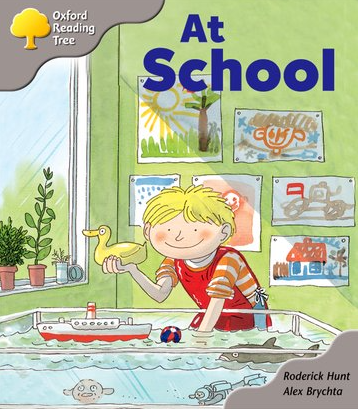 Oxford
Reading
Tree
At
School
Roderick Hunt
Alex Brychta